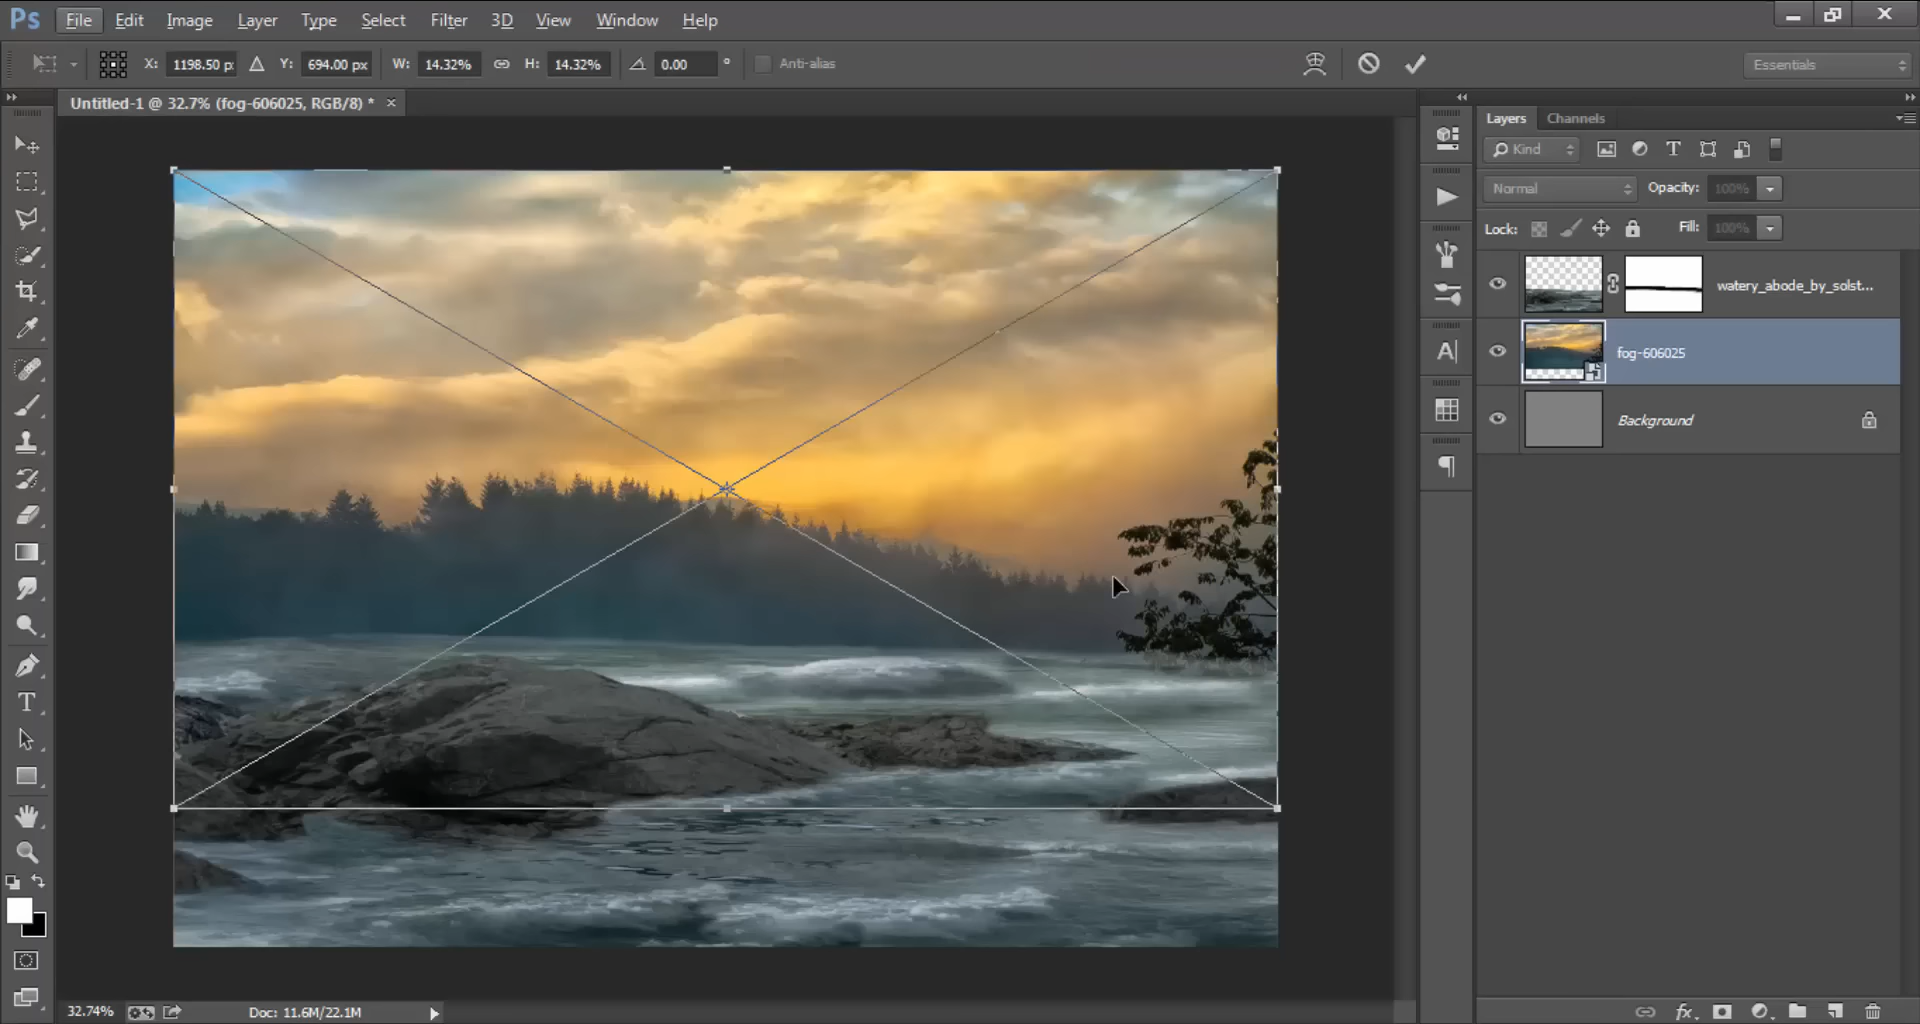 Ps File Edit Image Layer Type Select Filter 3D View Window Help
X: 1198.50 p Y: 694.00 px W: 14.32% H: 14.32% 0.00 ° Anti-alias Essentials
Untitled-1 @ 32.7% (fog-606025, RGB/8) * ×
Layers Channels
Kind
Normal Opacity: 100%
Lock: Fill: 100%
watery_abode_by_solst...
fog-606025
Background
32.74% Doc: 11.6M/22.1M